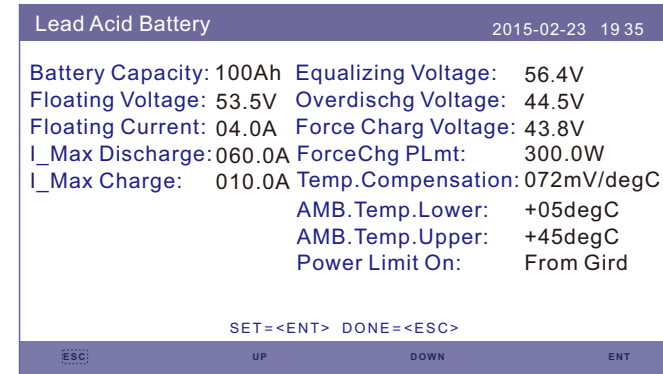 Lead Acid Battery 2015-02-23 19 35
Battery Capacity: 100Ah Equalizing Voltage: 56.4V
Floating Voltage: 53.5V Overdischg Voltage: 44.5V
Floating Current: 04.0A Force Charg Voltage: 43.8V
I_Max Discharge: 060.0A ForceChg PLmt: 300.0W
I_Max Charge: 010.0A Temp.Compensation: 072mV/degC
AMB.Temp.Lower: +05degC
AMB.Temp.Upper: +45degC
Power Limit On: From Gird
SET=<ENT> DONE=<ESC>
ESC UP DOWN ENT